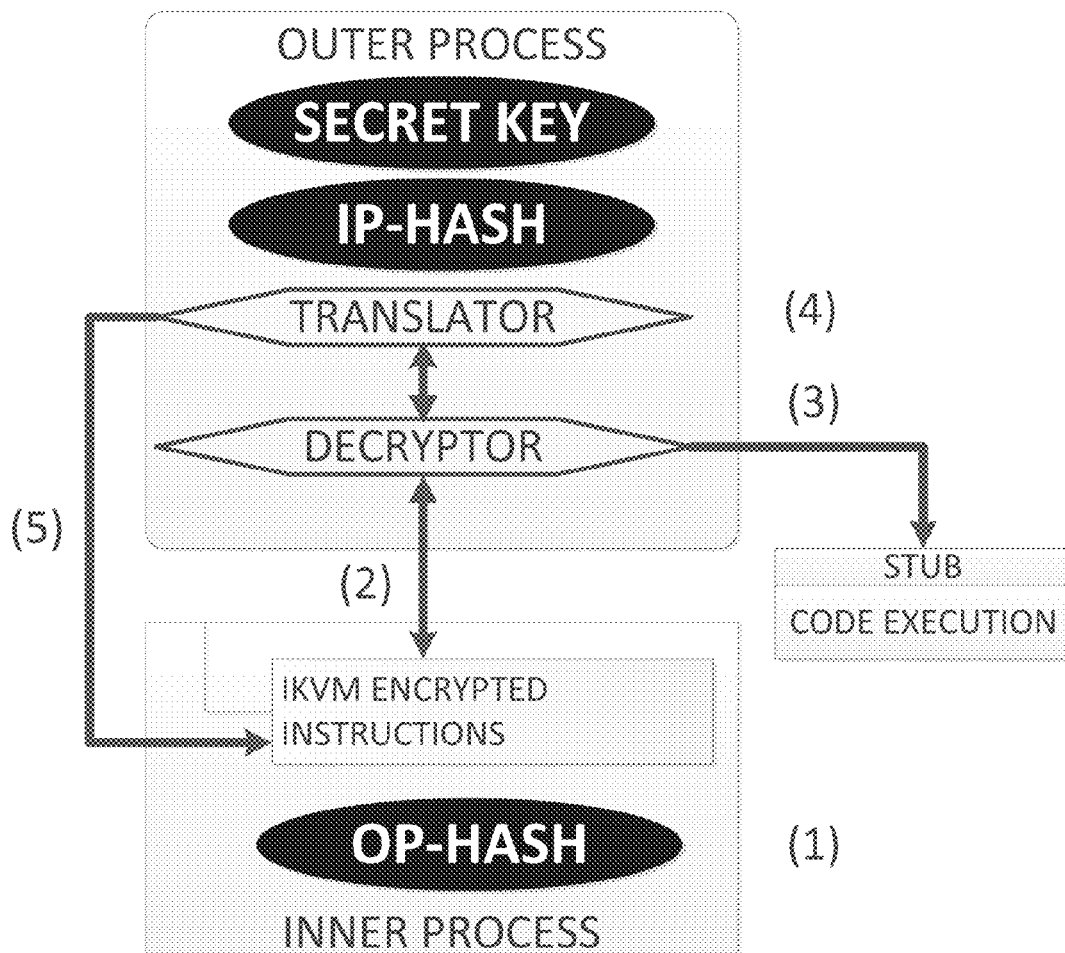 OUTER PROCESS
SECRET KEY
IP-HASH
TRANSLATOR
(4)
(3)
DECRYPTOR
(5)
(2)
STUB
CODE EXECUTION
IKVM ENCRYPTED
INSTRUCTIONS
OP-HASH
(1)
INNER PROCESS